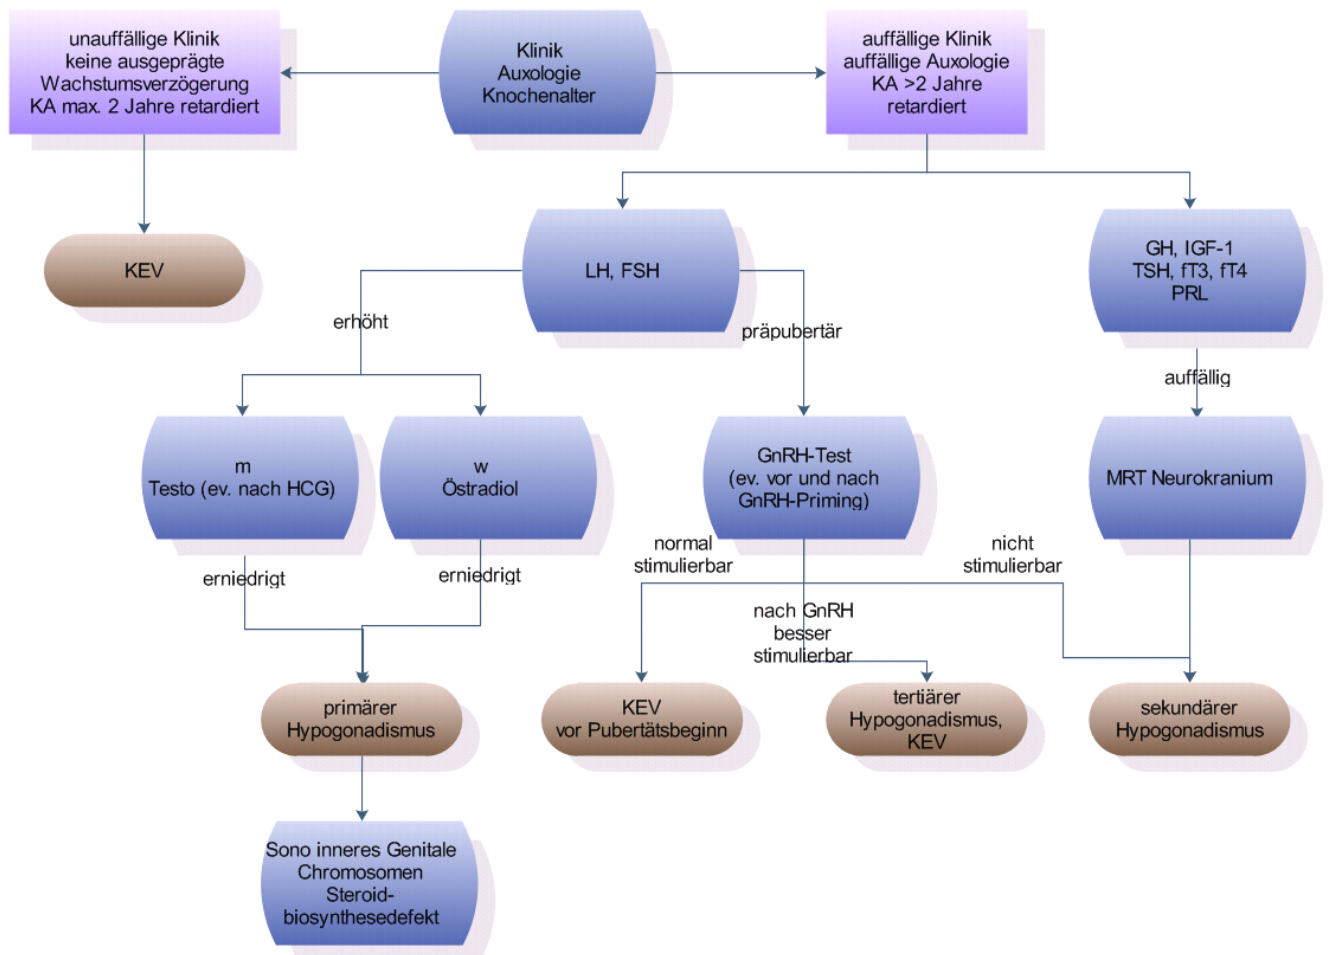 unauffällige Klinik
keine ausgeprägte
Wachstumsverzögerung
KA max. 2 Jahre retardiert
Klinik
Auxologie
Knochenalter
auffällige Klinik
auffällige Auxologie
KA >2 Jahre
retardiert
KEV
LH, FSH
GH, IGF-1
TSH, fT3, fT4
PRL
erhöht
präpubertär
auffällig
m
Testo (ev. nach HCG)
w
Östradiol
GnRH-Test
(ev. vor und nach
GnRH-Priming)
MRT Neurokranium
erniedrigt
erniedrigt
normal
stimulierbar
nach GnRH
besser
stimulierbar
nicht
stimulierbar
primärer
Hypogonadismus
KEV
vor Pubertätsbeginn
tertiärer
Hypogonadismus,
KEV
sekundärer
Hypogonadismus
Sono inneres Genitale
Chromosomen
Steroid-
biosynthesedefekt